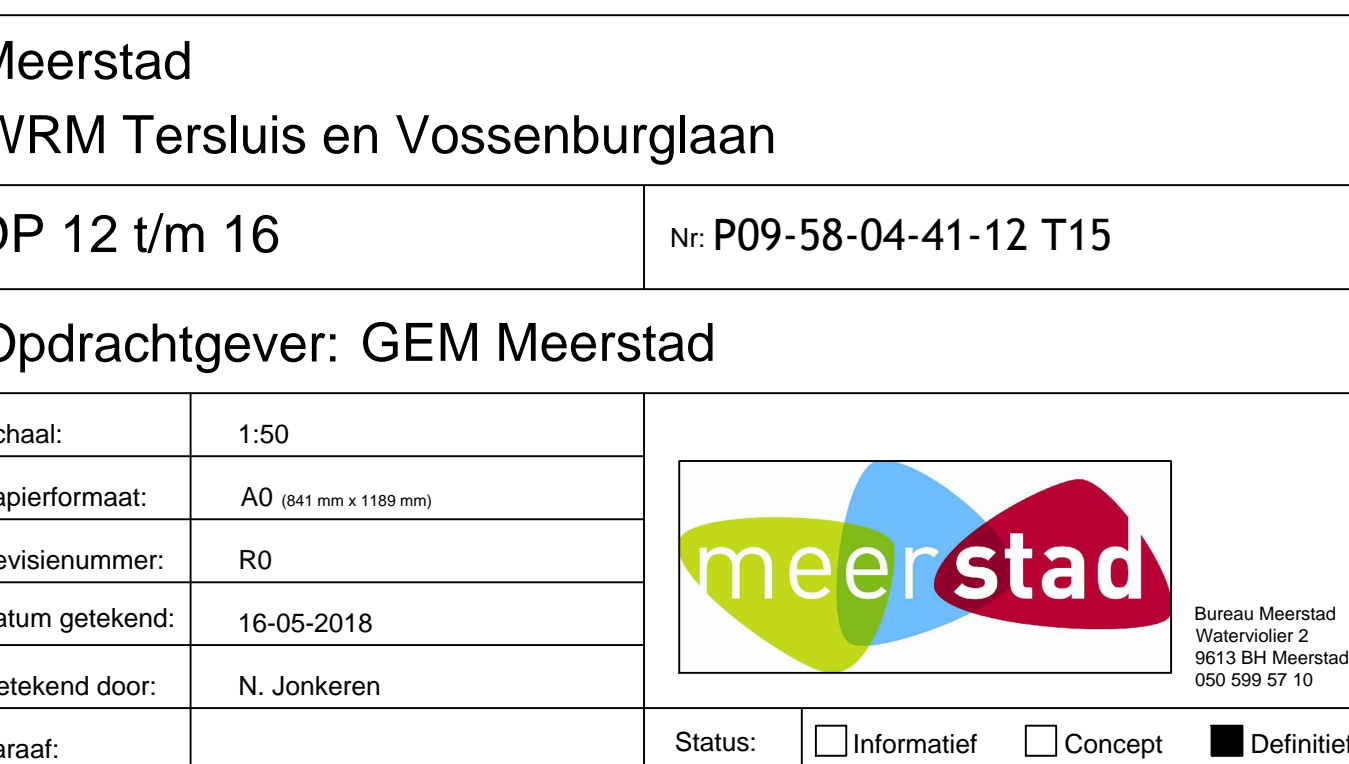 Meerstad
WRM Tersluis en Vossenburglaan
DP 12 t/m 16
Nr: P09-58-04-41-12 T15
Opdrachtgever: GEM Meerstad
chaal: 1:50
apierformaat: A0 (841 mm x 1189 mm)
evisienummer: R0
atum getekend: 16-05-2018
etekend door: N. Jonkeren
araaf:
meerstad
Bureau Meerstad
Waterviolier 2
9613 BH Meerstad
050 599 57 10
Status: Informatief Concept Definitief